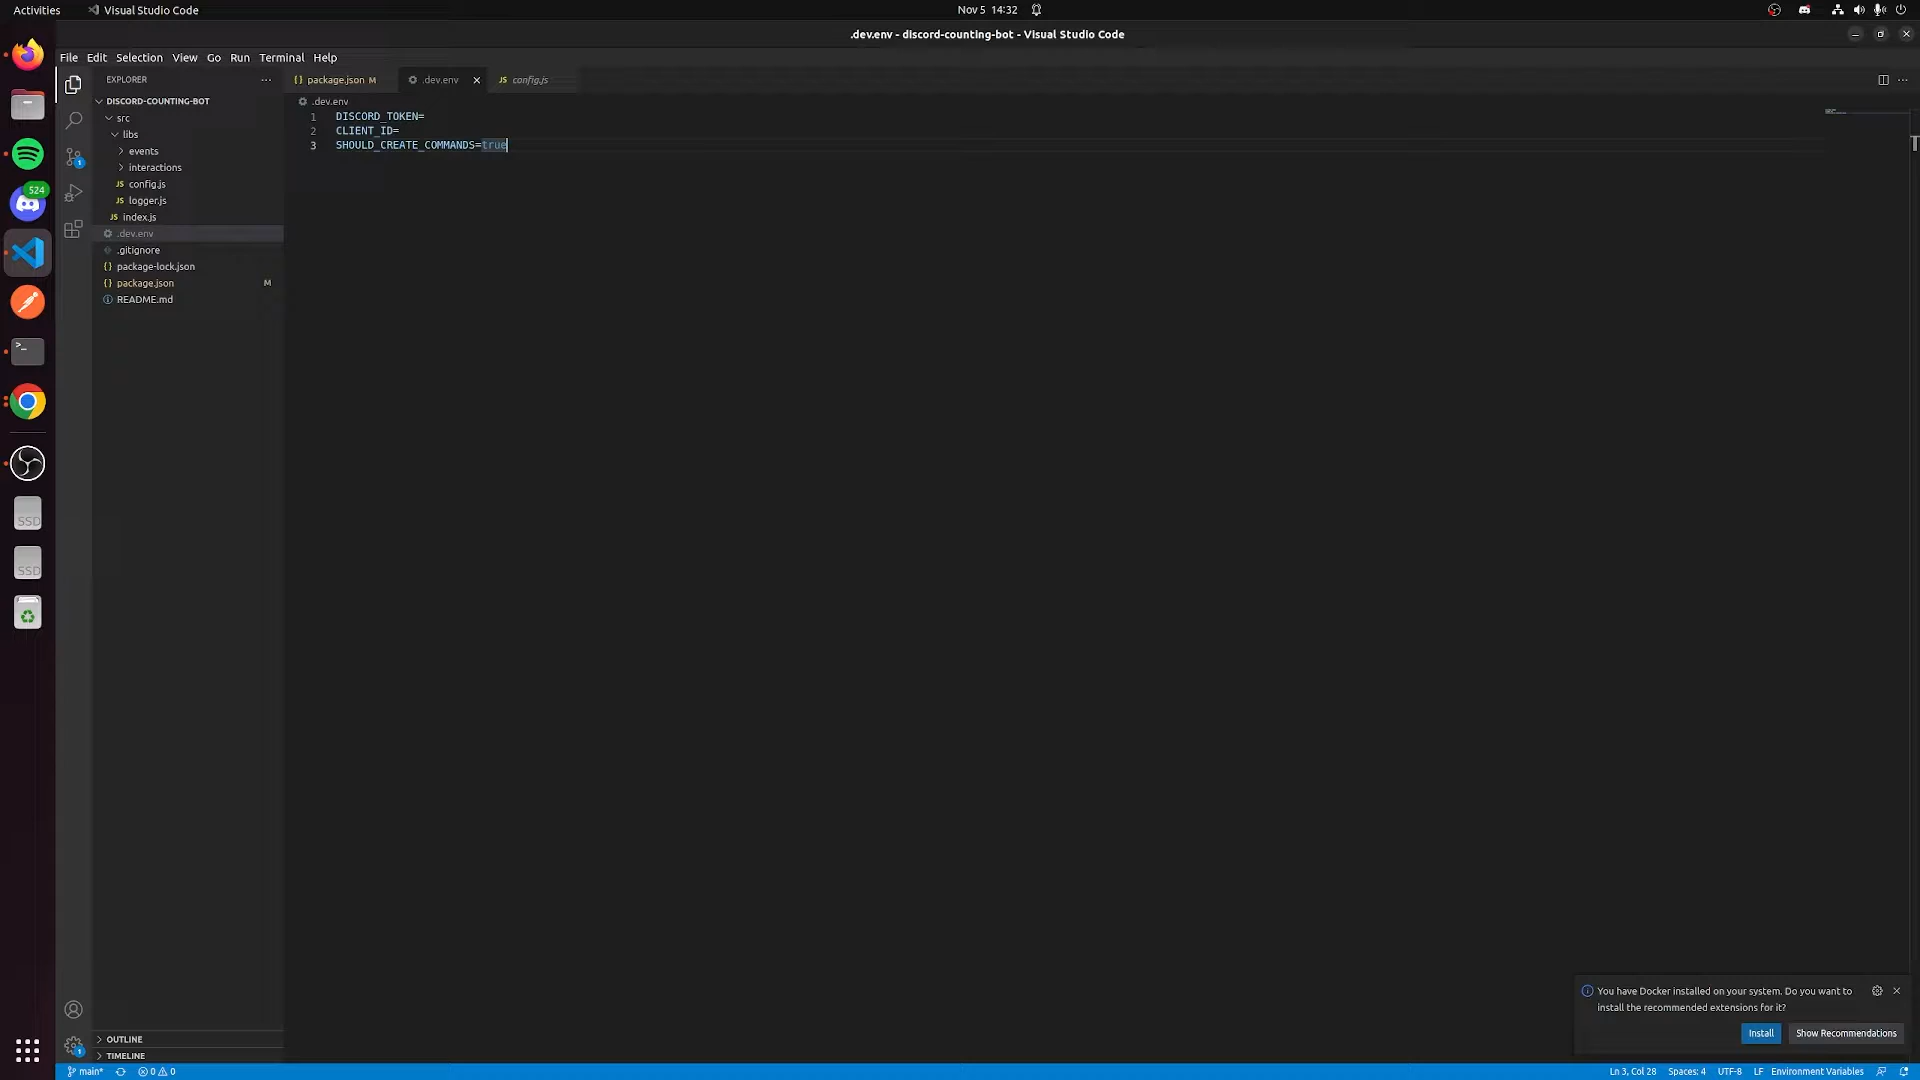 Activities
Visual Studio Code
Nov 5 14:32
.dev.env - discord-counting-bot - Visual Studio Code
File Edit Selection View Go Run Terminal Help
EXPLORER
package.json M
.dev.env
config.js
DISCORD-COUNTING-BOT
src
libs
events
interactions
JS config.js
JS logger.js
JS index.js
.dev.env
.gitignore
{} package-lock.json
{} package.json M
README.md
.dev.env
1 DISCORD_TOKEN=
2 CLIENT_ID=
3 SHOULD_CREATE_COMMANDS=true
524
1
SSD
SSD
1
OUTLINE
TIMELINE
You have Docker installed on your system. Do you want to
install the recommended extensions for it?
Install
Show Recommendations
main*
0 0
Ln 3, Col 28
Spaces: 4
UTF-8
LF
Environment Variables